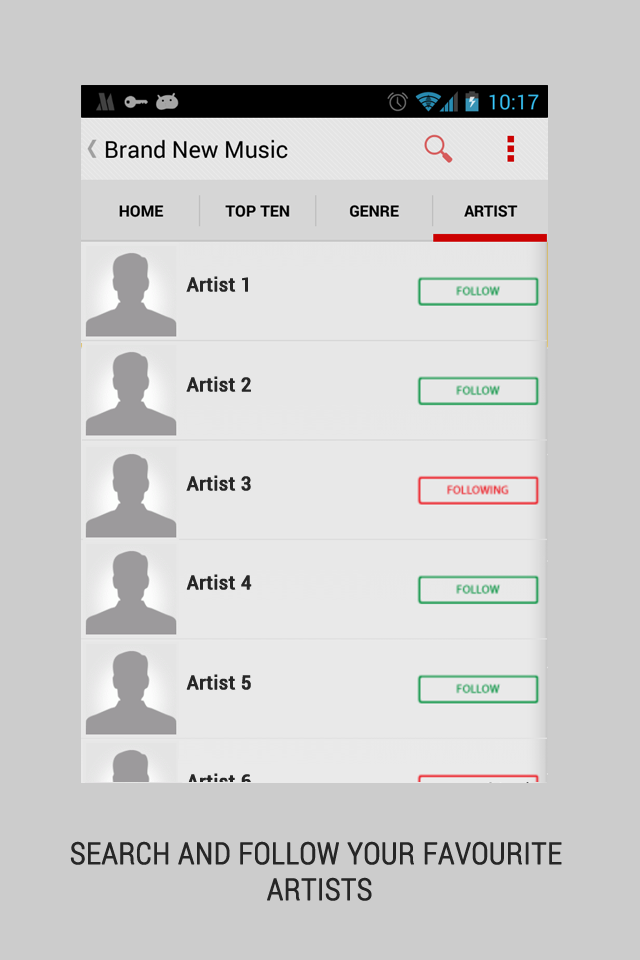 10:17
Brand New Music
HOME TOP TEN GENRE ARTIST
Artist 1
FOLLOW
Artist 2
FOLLOW
Artist 3
FOLLOWING
Artist 4
FOLLOW
Artist 5
FOLLOW
Artist 6
SEARCH AND FOLLOW YOUR FAVOURITE
ARTISTS